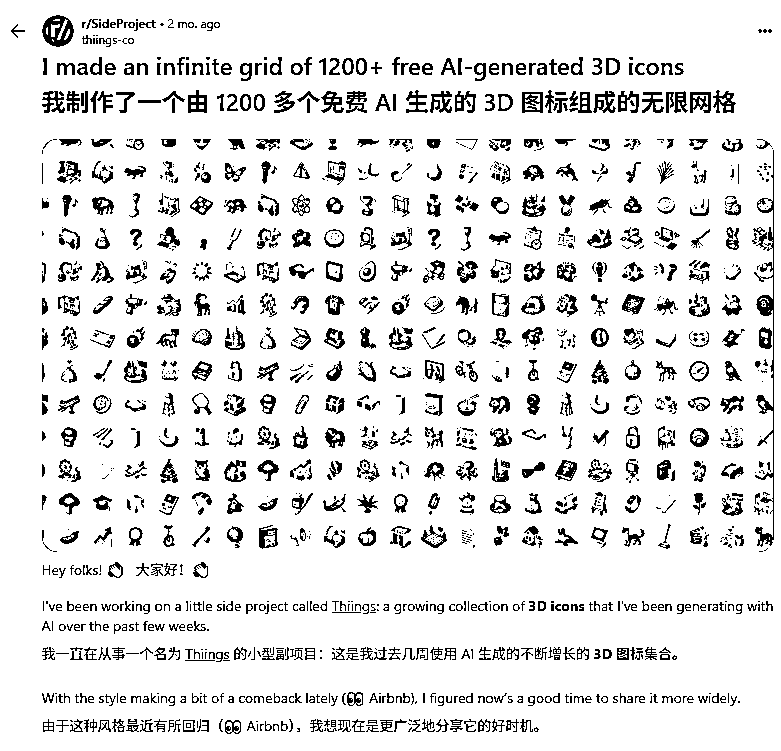 r/SideProject • 2 mo. ago
thiings-co
I made an infinite grid of 1200+ free AI-generated 3D icons
我制作了一个由 1200 多个免费 AI 生成的 3D 图标组成的无限网格
Hey folks! 👋 大家好！ 👋
I've been working on a little side project called Thiings: a growing collection of 3D icons that I've been generating with
AI over the past few weeks.
我一直在从事一个名为 Thiings 的小型副项目：这是我过去几周使用 AI 生成的不断增长的 3D 图标集合。
With the style making a bit of a comeback lately (👀 Airbnb), I figured now's a good time to share it more widely.
由于这种风格最近有所回归（👀 Airbnb），我想现在是更广泛地分享它的好时机。